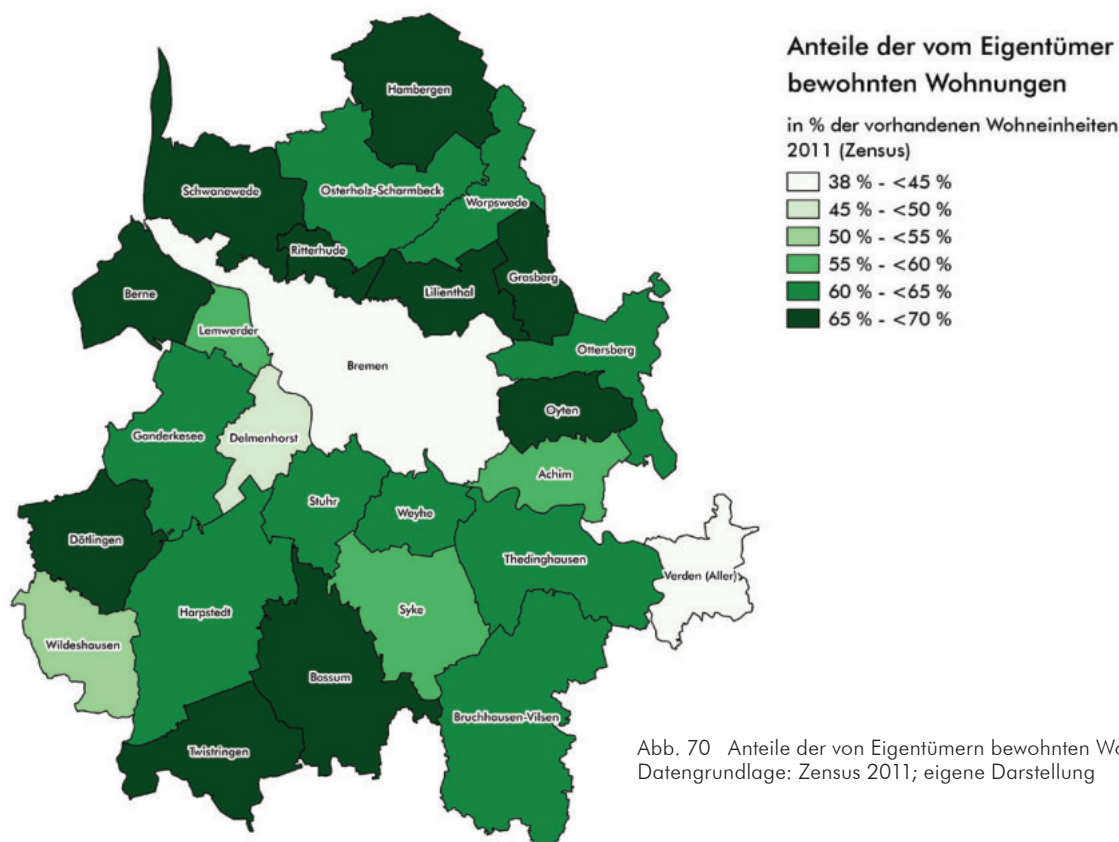 Anteile der vom Eigentümer
bewohnten Wohnungen
in % der vorhandenen Wohneinheiten
2011 (Zensus)
38 % - <45 %
45 % - <50 %
50 % - <55 %
55 % - <60 %
60 % - <65 %
65 % - <70 %
Hambergen
Schwanewede
Osterholz-Scharmbeck
Worpswede
Ritterhude
Grasberg
Berne
Lilienthal
Lemwerder
Ottersberg
Bremen
Oyten
Ganderkesee
Delmenhorst
Achim
Stuhr
Weyhe
Dötlingen
Thedinghausen
Verden (Aller)
Harpstedt
Syke
Wildeshausen
Bassum
Bruchhausen-Vilsen
Twistringen
Abb. 70 Anteile der von Eigentümern bewohnten
Datengrundlage: Zensus 2011; eigene Darstellung